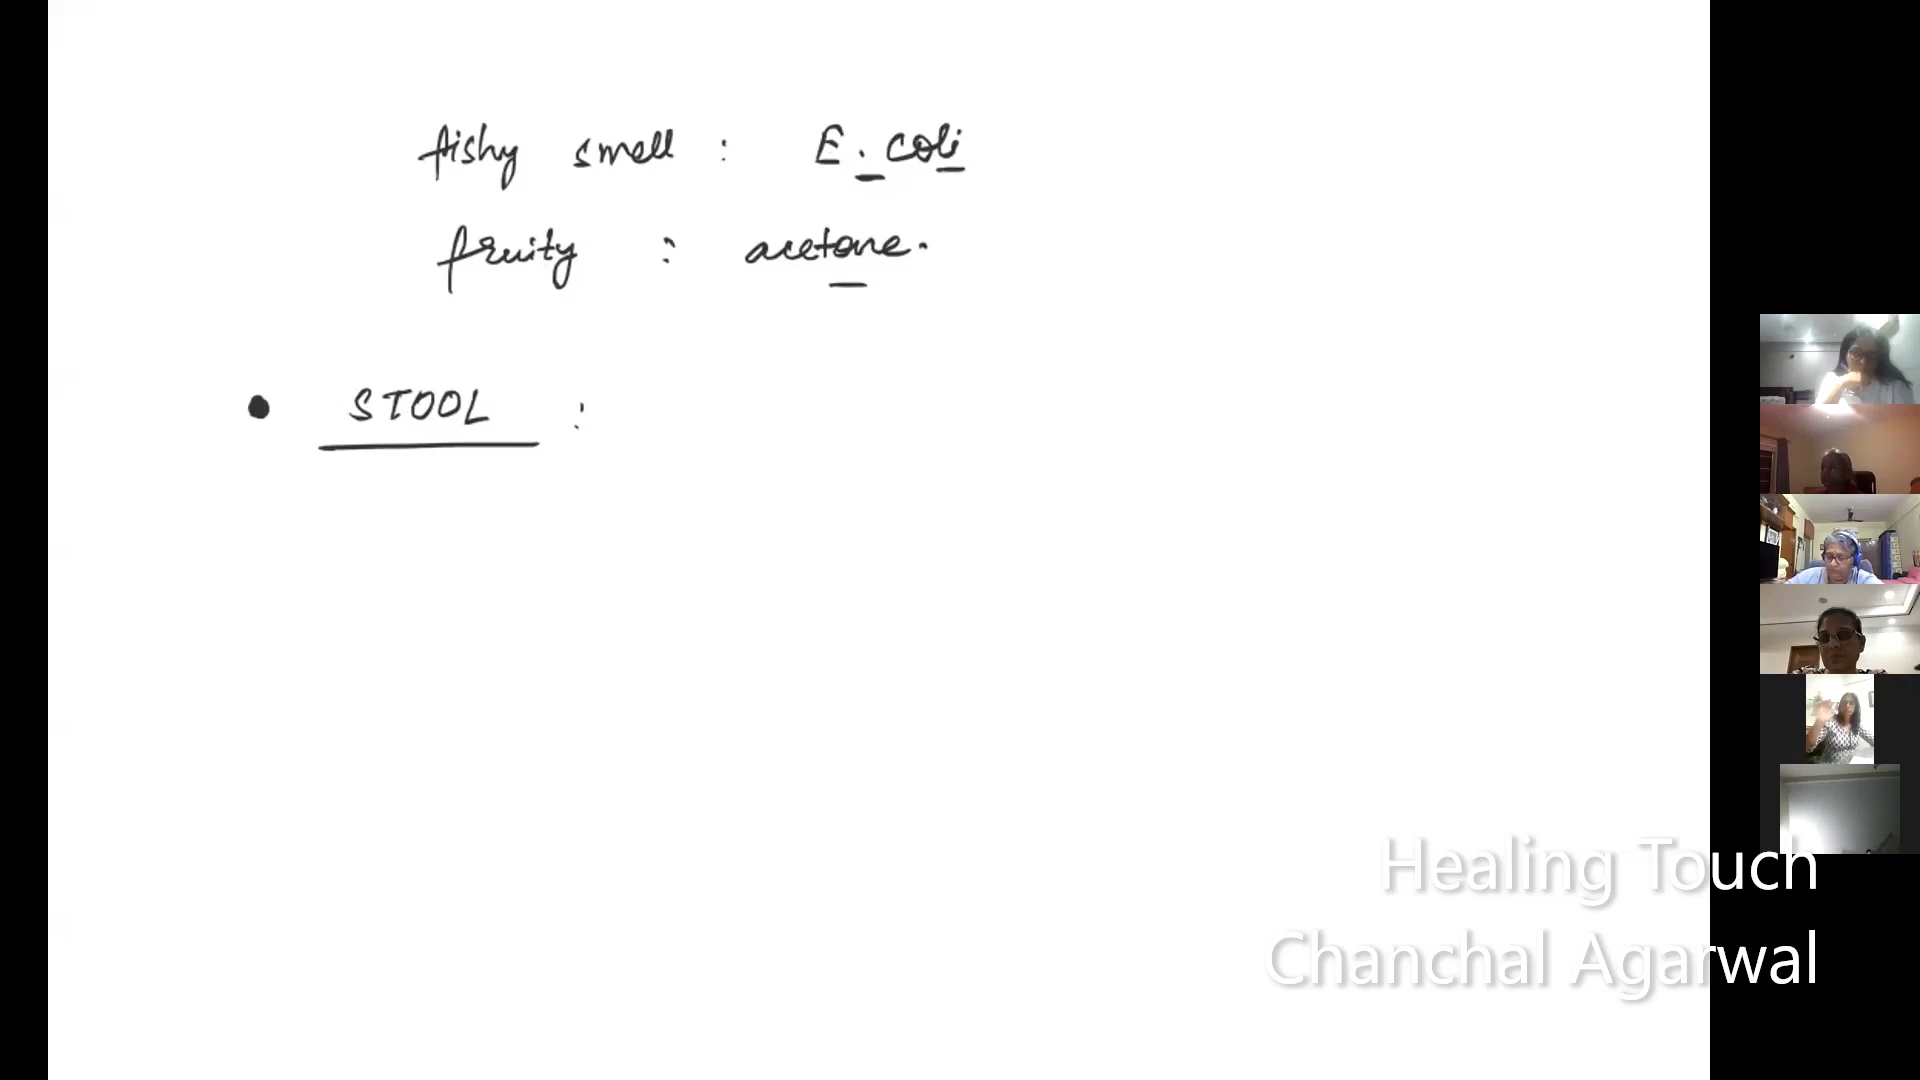 fishy smell : E. coli
fruity : acetone.
• STOOL :
Healing Touch
Chanchal Agarwal